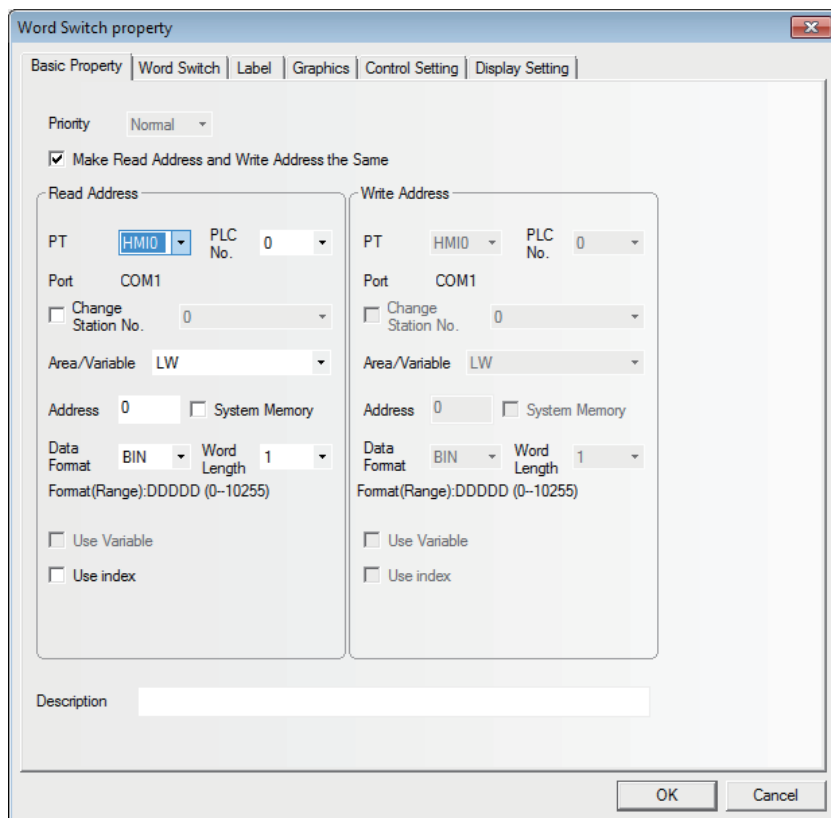 Word Switch property
Basic Property Word Switch Label Graphics Control Setting Display Setting
Priority Normal
Make Read Address and Write Address the Same
Read Address
PT HMI0 PLC No. 0
Port COM1
Change Station No. 0
Area/Variable LW
Address 0 System Memory
Data Format BIN Word Length 1
Format(Range):DDDDD (0--10255)
Use Variable
Use index
Write Address
PT HMI0 PLC No. 0
Port COM1
Change Station No. 0
Area/Variable LW
Address 0 System Memory
Data Format BIN Word Length 1
Format(Range):DDDDD (0--10255)
Use Variable
Use index
Description
OK Cancel